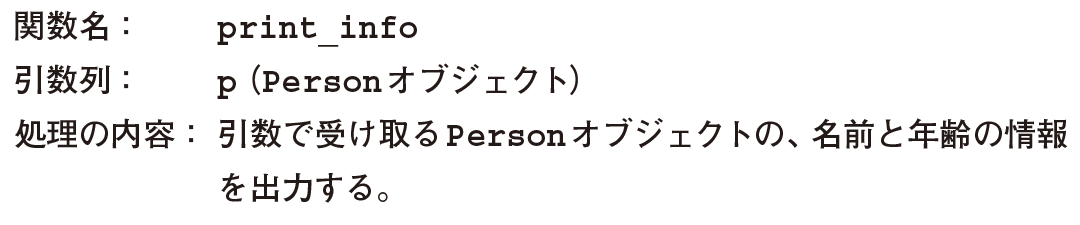 関数名： print_info
引数列： p（Personオブジェクト）
処理の内容： 引数で受け取るPersonオブジェクトの、名前と年齢の情報
を出力する。